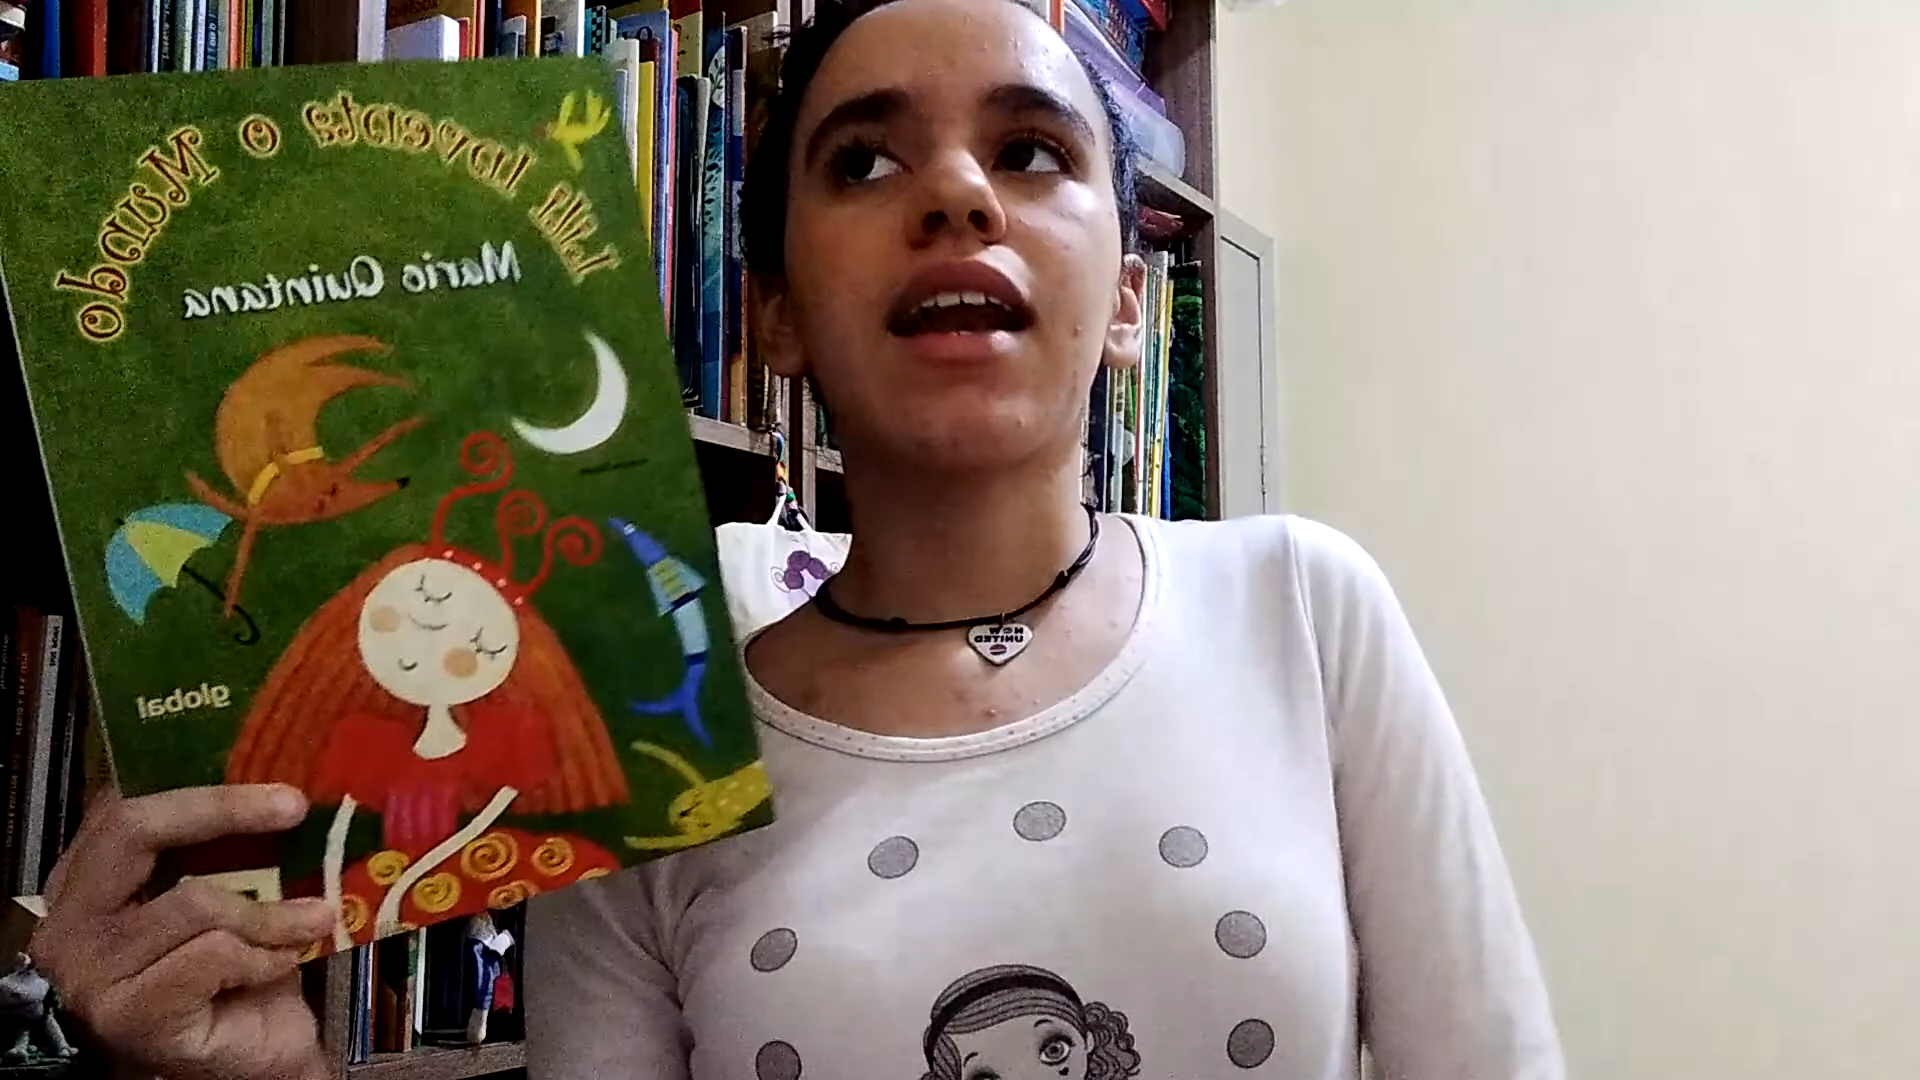 Lili Inventa o Mundo
Mario Quintana
global
NOW
UNITED